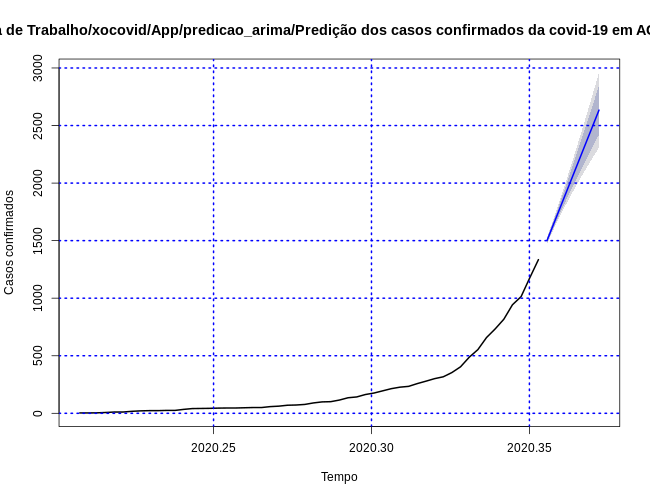 a de Trabalho/xocovid/App/predicao_arima/Predição dos casos confirmados da covid-19 em AC
Casos confirmados
3000
2500
2000
1500
1000
500
0
2020.25 2020.30 2020.35
Tempo